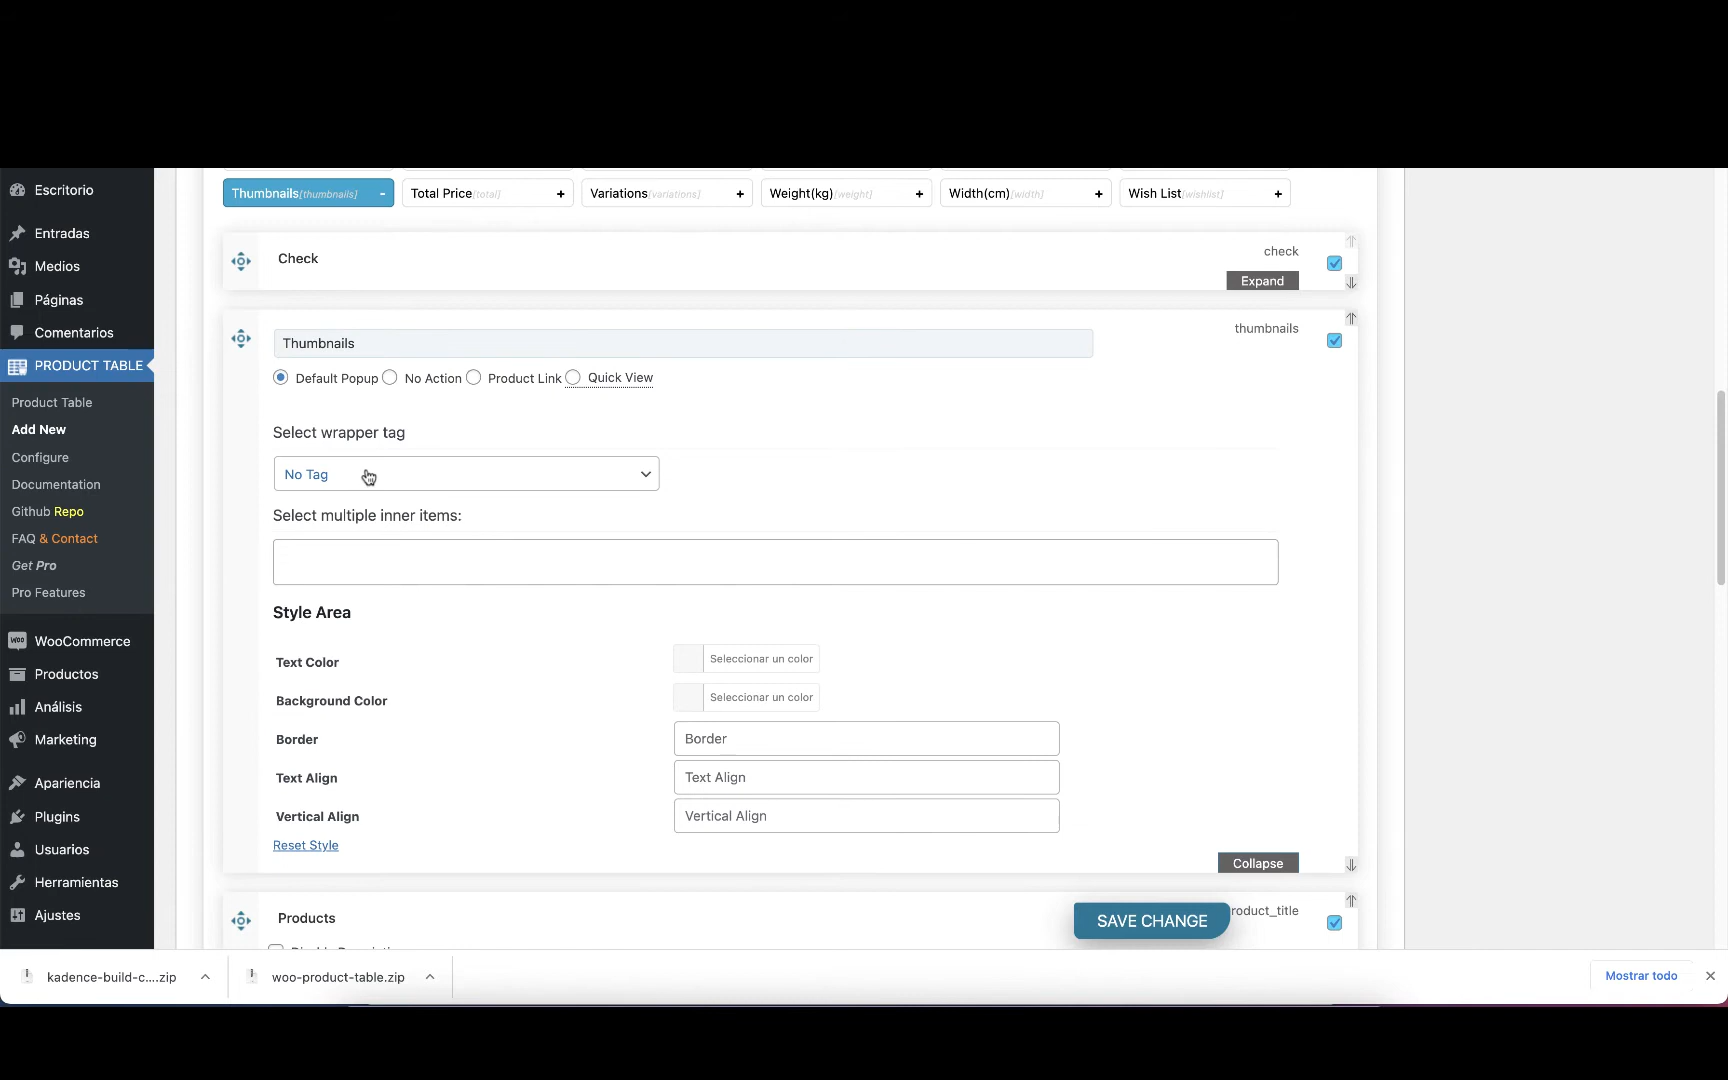 Escritorio
Entradas
Medios
Páginas
Comentarios
PRODUCT TABLE
Product Table
Add New
Configure
Documentation
Github Repo
FAQ & Contact
Get Pro
Pro Features
WooCommerce
Productos
Análisis
Marketing
Apariencia
Plugins
Usuarios
Herramientas
Ajustes
Thumbnails[thumbnails] - Total Price[total] + Variations[variations] + Weight(kg)[weight] + Width(cm)[width] + Wish List[wishlist] +
Check
check
Expand
Thumbnails
thumbnails
Default Popup No Action Product Link Quick View
Select wrapper tag
No Tag
Select multiple inner items:
Style Area
Text Color Seleccionar un color
Background Color Seleccionar un color
Border Border
Text Align Text Align
Vertical Align Vertical Align
Reset Style
Collapse
Products
roduct_title
SAVE CHANGE
kadence-build-c....zip woo-product-table.zip Mostrar todo